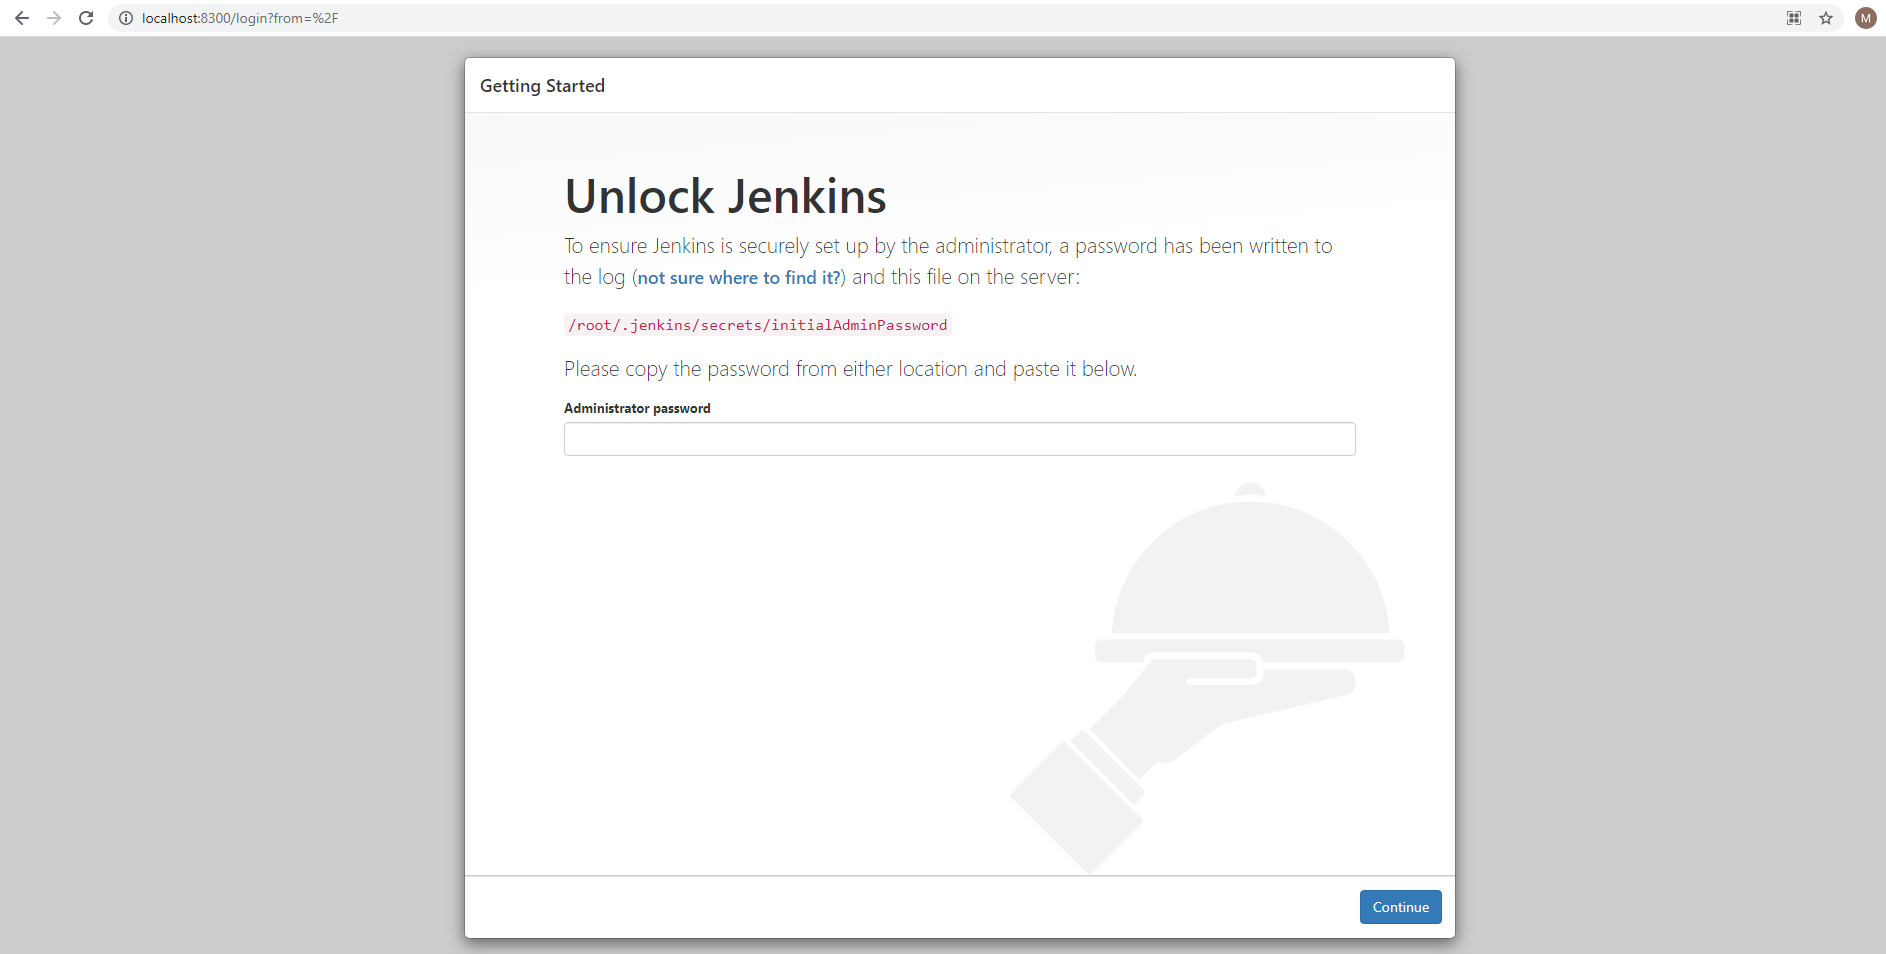 localhost:8300/login?from=%2F
M
Getting Started
Unlock Jenkins
To ensure Jenkins is securely set up by the administrator, a password has been written to
the log (not sure where to find it?) and this file on the server:
/root/.jenkins/secrets/initialAdminPassword
Please copy the password from either location and paste it below.
Administrator password
Continue